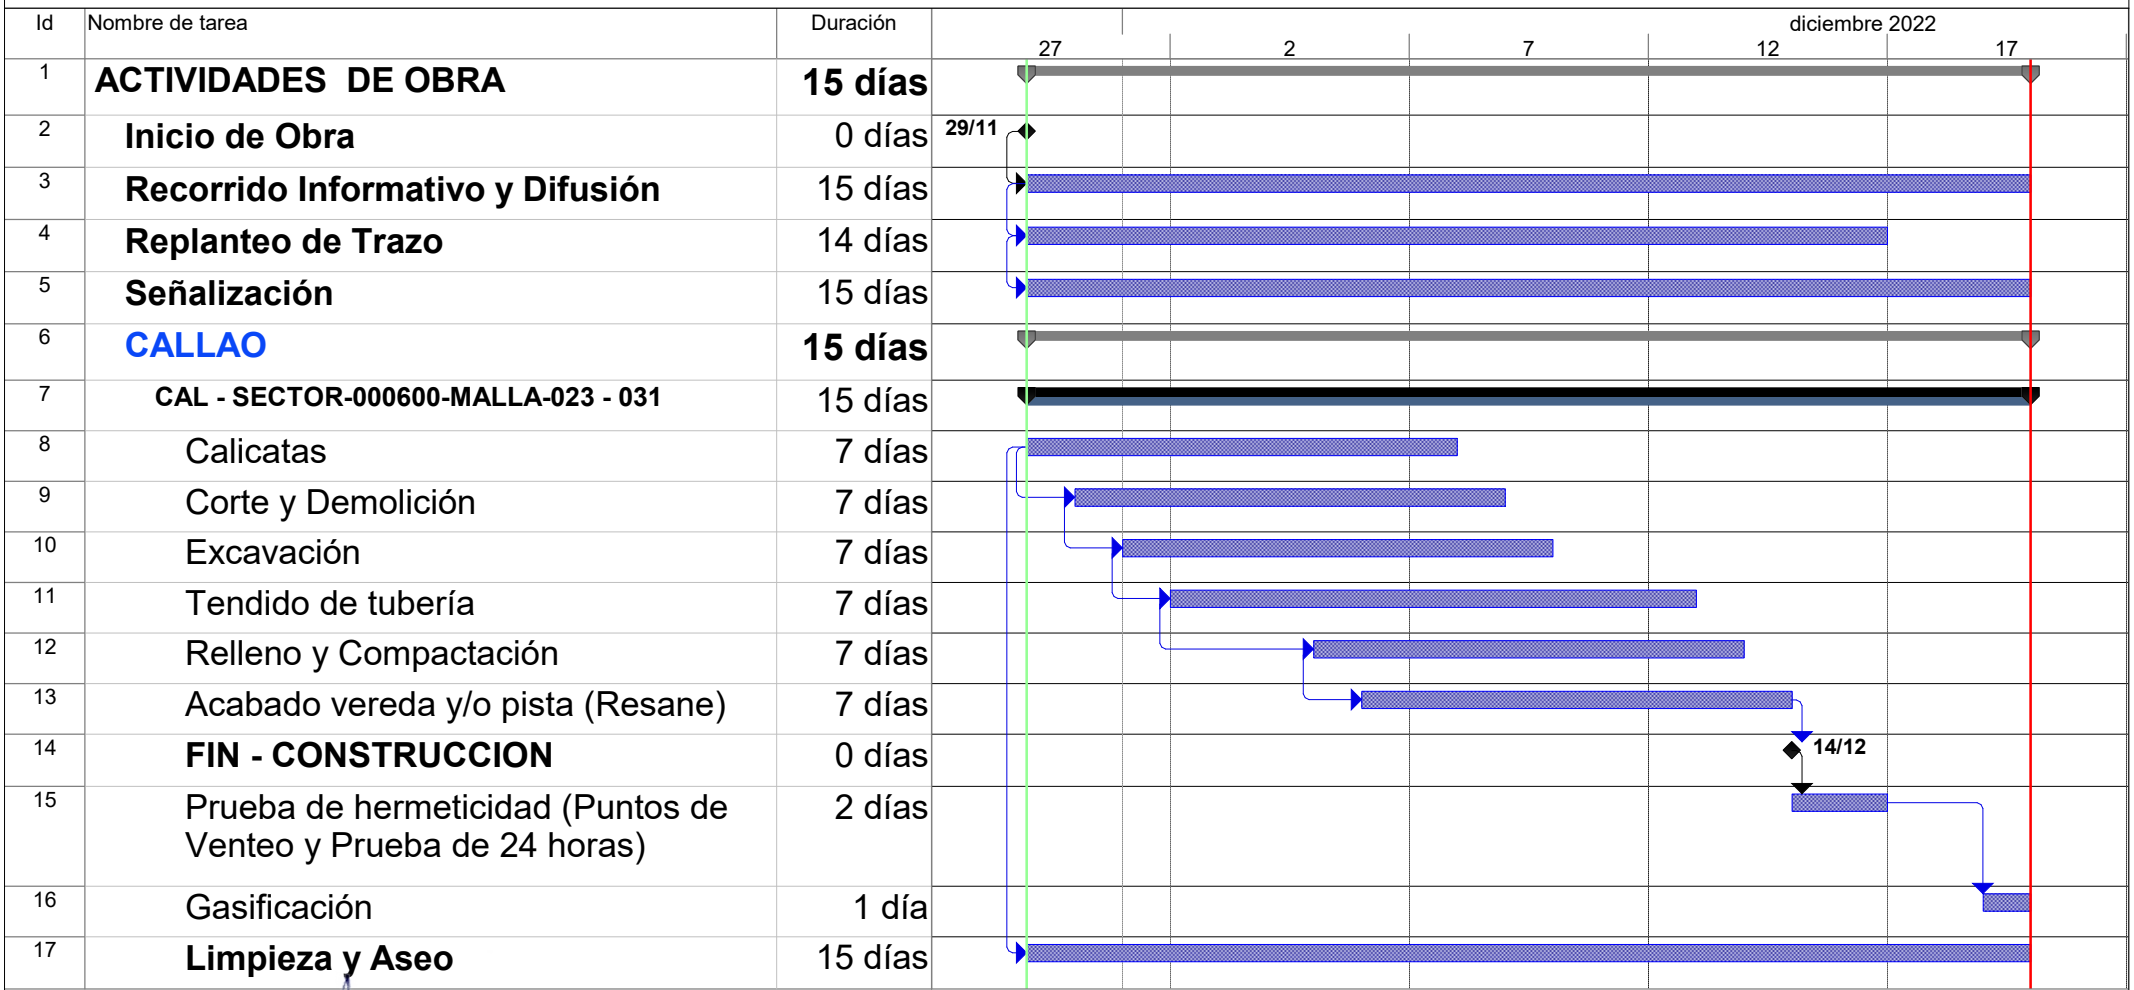 Id Nombre de tarea Duración diciembre 2022
27 2 7 12 17
1 ACTIVIDADES DE OBRA 15 días
2 Inicio de Obra 0 días 29/11
3 Recorrido Informativo y Difusión 15 días
4 Replanteo de Trazo 14 días
5 Señalización 15 días
6 CALLAO 15 días
7 CAL - SECTOR-000600-MALLA-023 - 031 15 días
8 Calicatas 7 días
9 Corte y Demolición 7 días
10 Excavación 7 días
11 Tendido de tubería 7 días
12 Relleno y Compactación 7 días
13 Acabado vereda y/o pista (Resane) 7 días
14 FIN - CONSTRUCCION 0 días 14/12
15 Prueba de hermeticidad (Puntos de 2 días
Venteo y Prueba de 24 horas)
16 Gasificación 1 día
17 Limpieza y Aseo 15 días